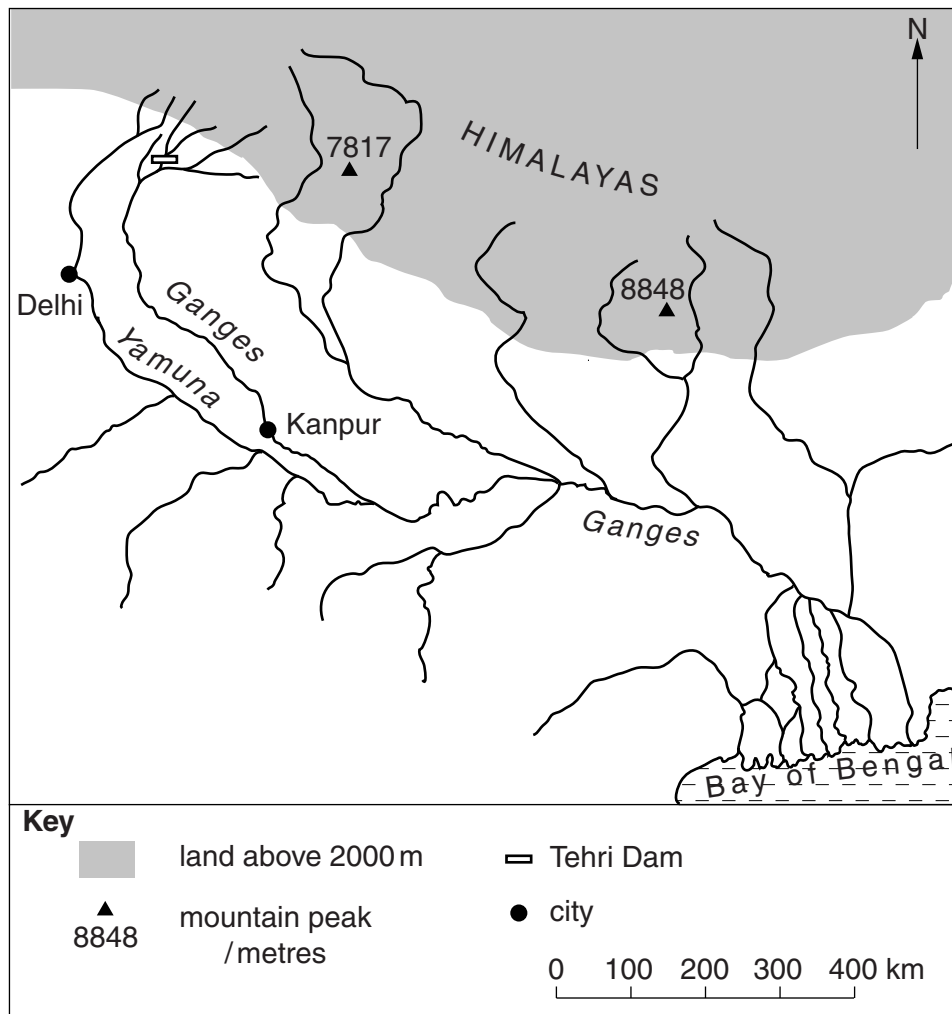 N
HIMALAYAS
7817
8848
Delhi
Ganges
Yamuna
Kanpur
Ganges
Bay of Bengal
Key
land above 2000 m
Tehri Dam
8848
mountain peak
/metres
city
0 100 200 300 400 km